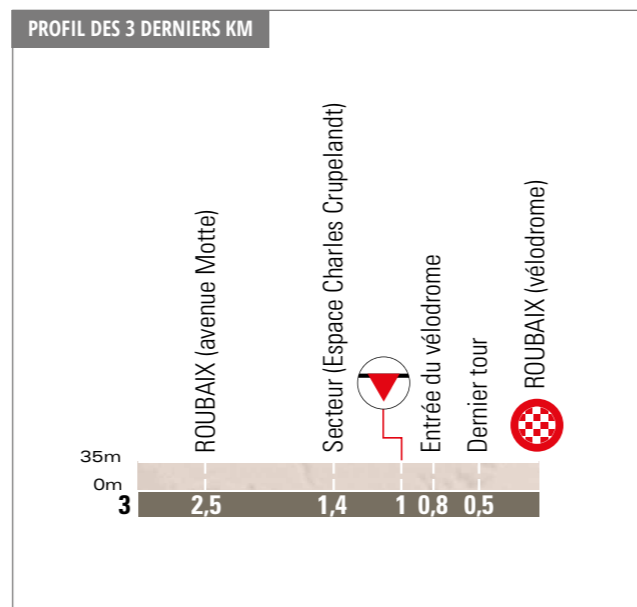 PROFIL DES 3 DERNIERS KM
ROUBAIX (avenue Motte)
Secteur (Espace Charles Crupelandt)
Entrée du vélodrome
Dernier tour
ROUBAIX (vélodrome)
35m
0m
3 2,5 1,4 1 0,8 0,5